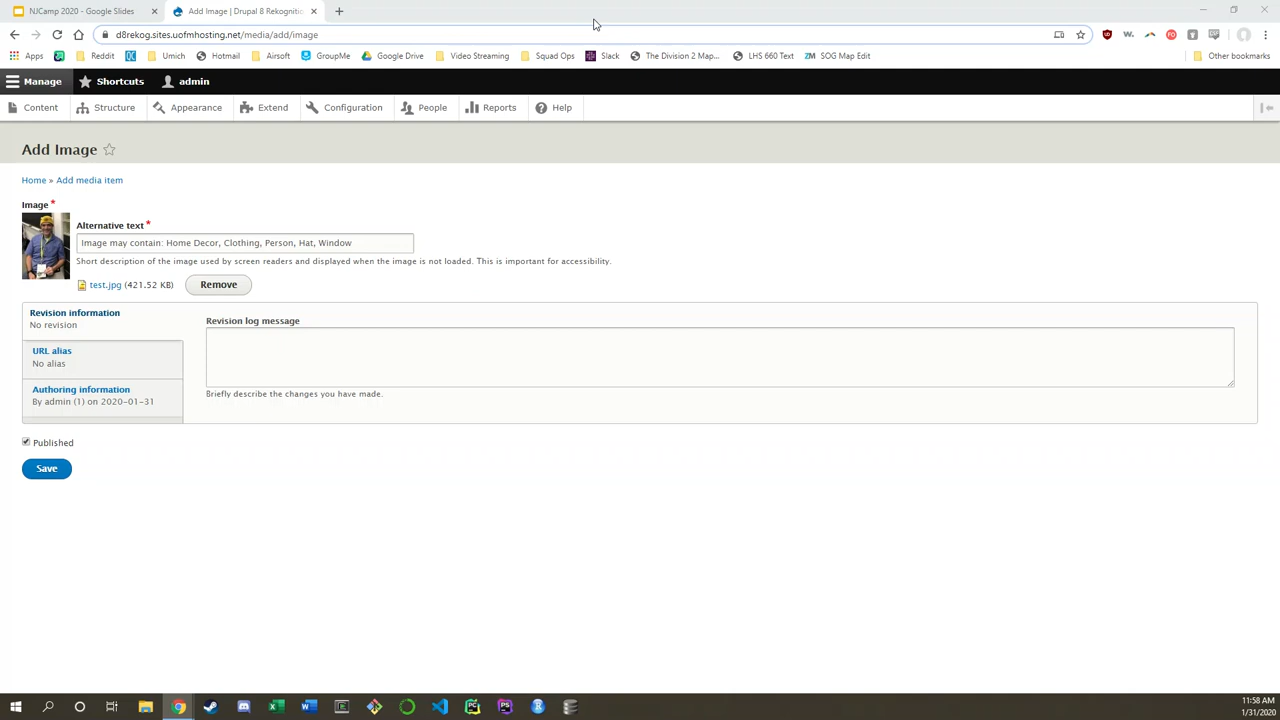 NJCamp 2020 - Google Slides
Add Image | Drupal 8 Rekognitio
d8rekog.sites.uofmhosting.net/media/add/image
Apps Reddit Umich Hotmail Airsoft GroupMe Google Drive Video Streaming Squad Ops Slack The Division 2 Map... LHS 660 Text ZM SOG Map Edit Other bookmarks
Manage Shortcuts admin
Content Structure Appearance Extend Configuration People Reports Help
Add Image
Home » Add media item
Image *
Alternative text *
Image may contain: Home Decor, Clothing, Person, Hat, Window
Short description of the image used by screen readers and displayed when the image is not loaded. This is important for accessibility.
test.jpg (421.52 KB) Remove
Revision information
No revision
URL alias
No alias
Authoring information
By admin (1) on 2020-01-31
Revision log message
Briefly describe the changes you have made.
Published
Save
11:58 AM
1/31/2020